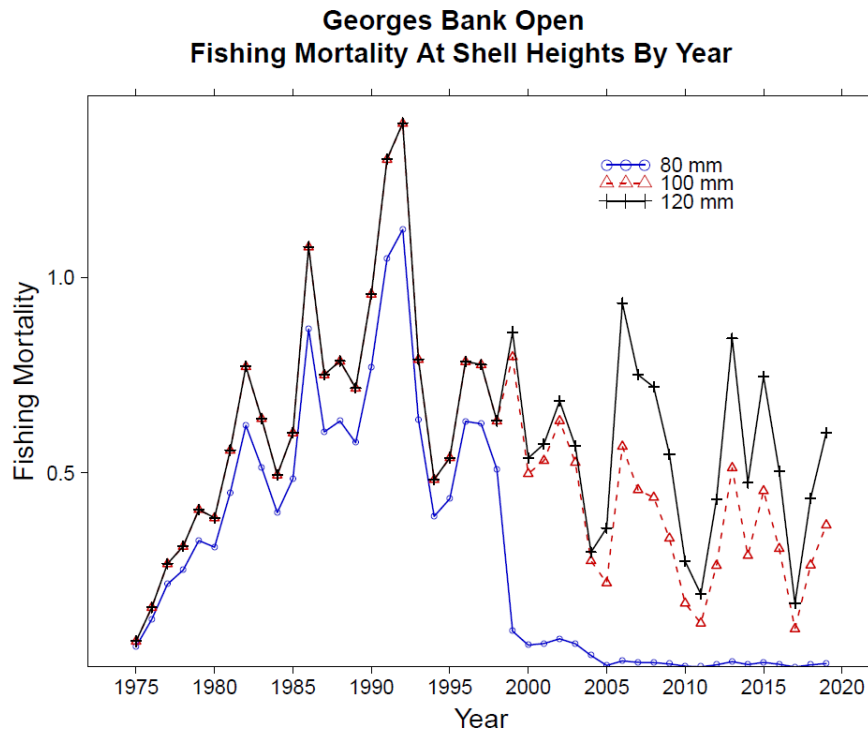 Georges Bank Open
Fishing Mortality At Shell Heights By Year
80 mm
100 mm
120 mm
1.0
0.5
Fishing Mortality
1975 1980 1985 1990 1995 2000 2005 2010 2015 2020
Year